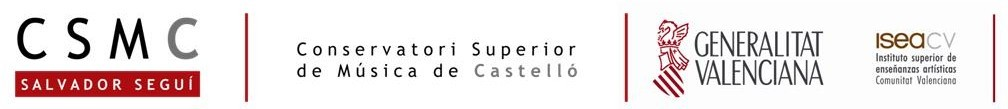 CSMC
SALVADOR SEGUÍ
Conservatori Superior
de Música de Castelló
GENERALITAT
VALENCIANA
iseacv
Instituto superior de
enseñanzas artísticas
Comunitat Valenciana